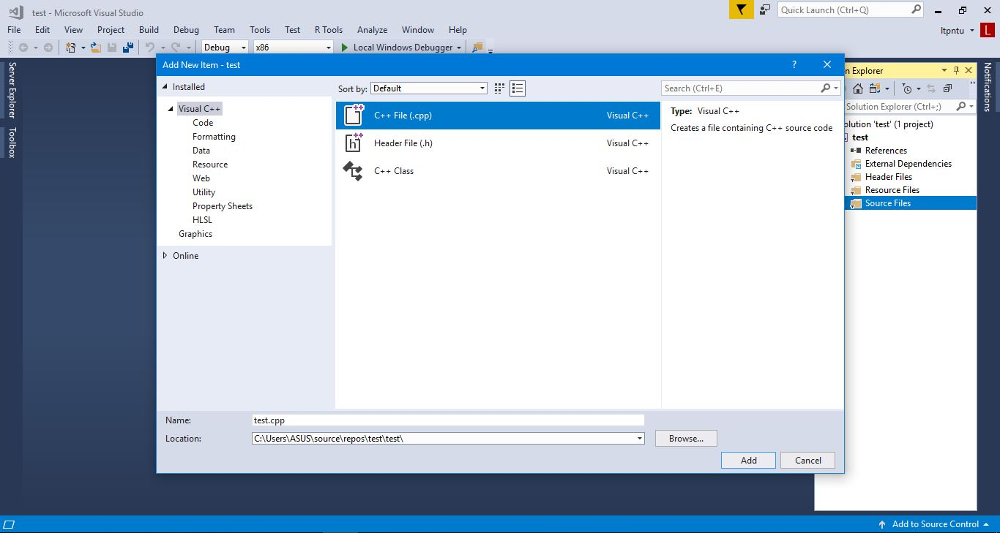 test - Microsoft Visual Studio
Quick Launch (Ctrl+Q)
File Edit View Project Build Debug Team Tools Test R Tools Analyze Window Help
ltpntu L
Debug x86 Local Windows Debugger
Server Explorer
Toolbox
Add New Item - test ?
Installed
Visual C++
Code
Formatting
Data
Resource
Web
Utility
Property Sheets
HLSL
Graphics
Online
Sort by: Default
Search (Ctrl+E)
C++ File (.cpp) Visual C++
Header File (.h) Visual C++
C++ Class Visual C++
Type: Visual C++
Creates a file containing C++ source code
Name: test.cpp
Location: C:\Users\ASUS\source\repos\test\test\
Browse...
Add Cancel
n Explorer
Solution Explorer (Ctrl+;)
olution 'test' (1 project)
test
References
External Dependencies
Header Files
Resource Files
Source Files
Notifications
Add to Source Control